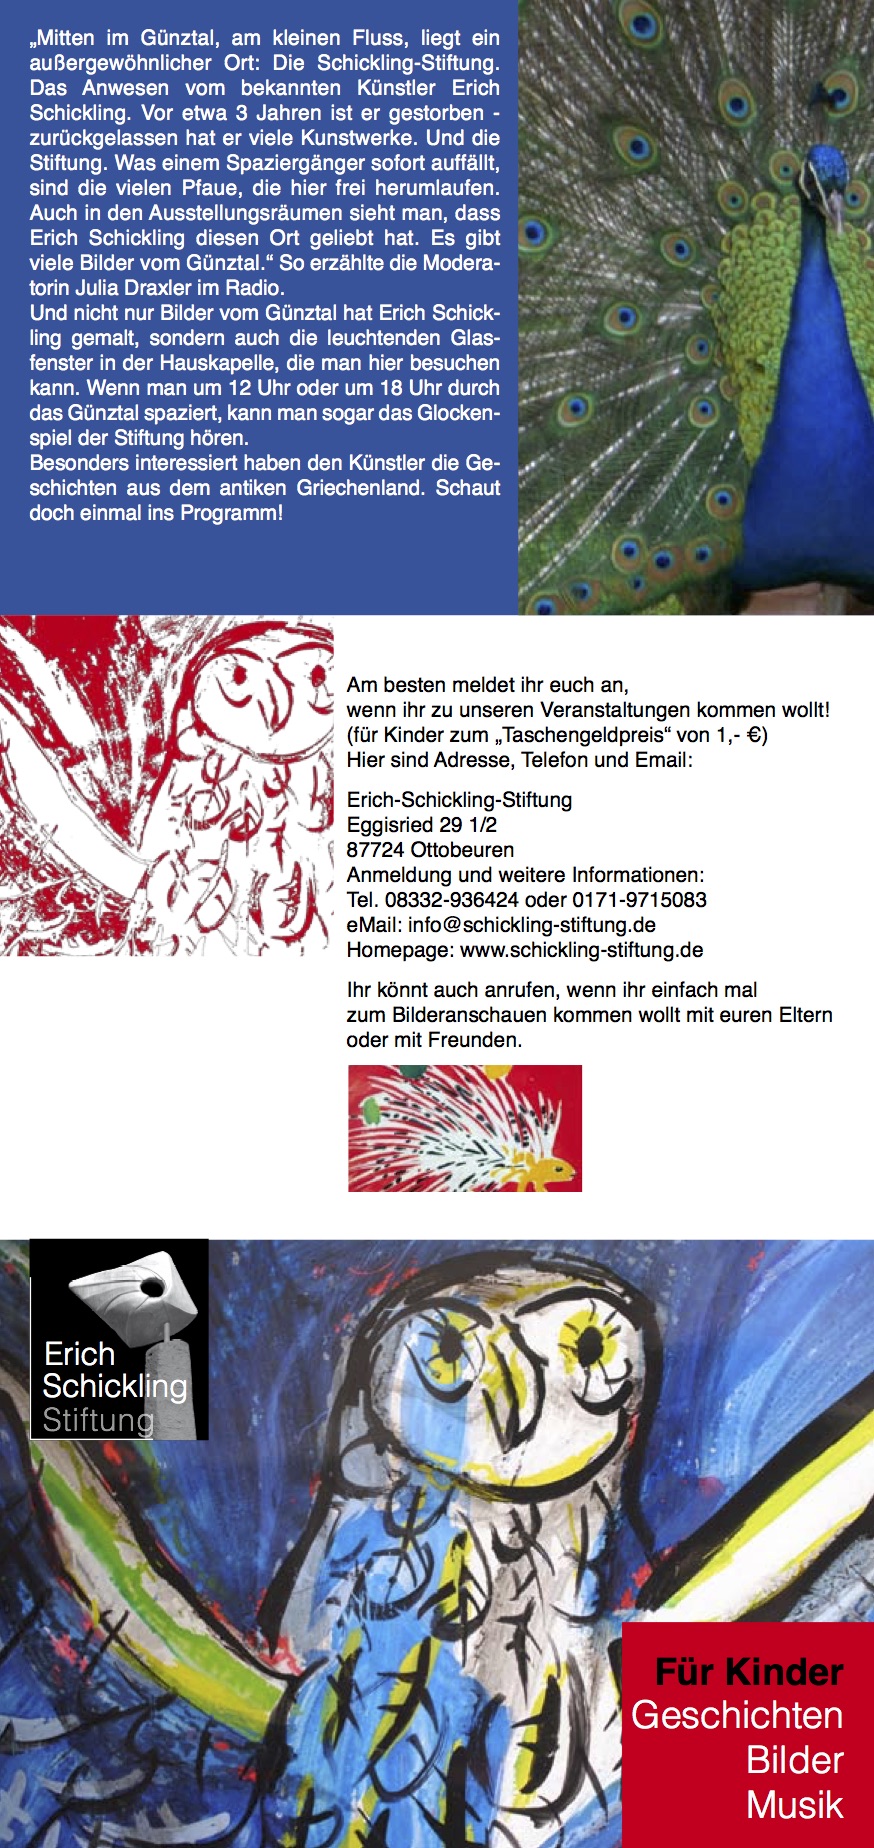 „Mitten im Günztal, am kleinen Fluss, liegt ein
außergewöhnlicher Ort: Die Schickling-Stiftung.
Das Anwesen vom bekannten Künstler Erich
Schickling. Vor etwa 3 Jahren ist er gestorben -
zurückgelassen hat er viele Kunstwerke. Und die
Stiftung. Was einem Spaziergänger sofort auffällt,
sind die vielen Pfaue, die hier frei herumlaufen.
Auch in den Ausstellungsräumen sieht man, dass
Erich Schickling diesen Ort geliebt hat. Es gibt
viele Bilder vom Günztal.“ So erzählte die Modera-
torin Julia Draxler im Radio.
Und nicht nur Bilder vom Günztal hat Erich Schick-
ling gemalt, sondern auch die leuchtenden Glas-
fenster in der Hauskapelle, die man hier besuchen
kann. Wenn man um 12 Uhr oder um 18 Uhr durch
das Günztal spaziert, kann man sogar das Glocken-
spiel der Stiftung hören.
Besonders interessiert haben den Künstler die Ge-
schichten aus dem antiken Griechenland. Schaut
doch einmal ins Programm!
Am besten meldet ihr euch an,
wenn ihr zu unseren Veranstaltungen kommen wollt!
(für Kinder zum „Taschengeldpreis“ von 1,- €)
Hier sind Adresse, Telefon und Email:
Erich-Schickling-Stiftung
Eggisried 29 1/2
87724 Ottobeuren
Anmeldung und weitere Informationen:
Tel. 08332-936424 oder 0171-9715083
eMail: info@schickling-stiftung.de
Homepage: www.schickling-stiftung.de
Ihr könnt auch anrufen, wenn ihr einfach mal
zum Bilderanschauen kommen wollt mit euren Eltern
oder mit Freunden.
Erich
Schickling
Stiftung
Für Kinder
Geschichten
Bilder
Musik